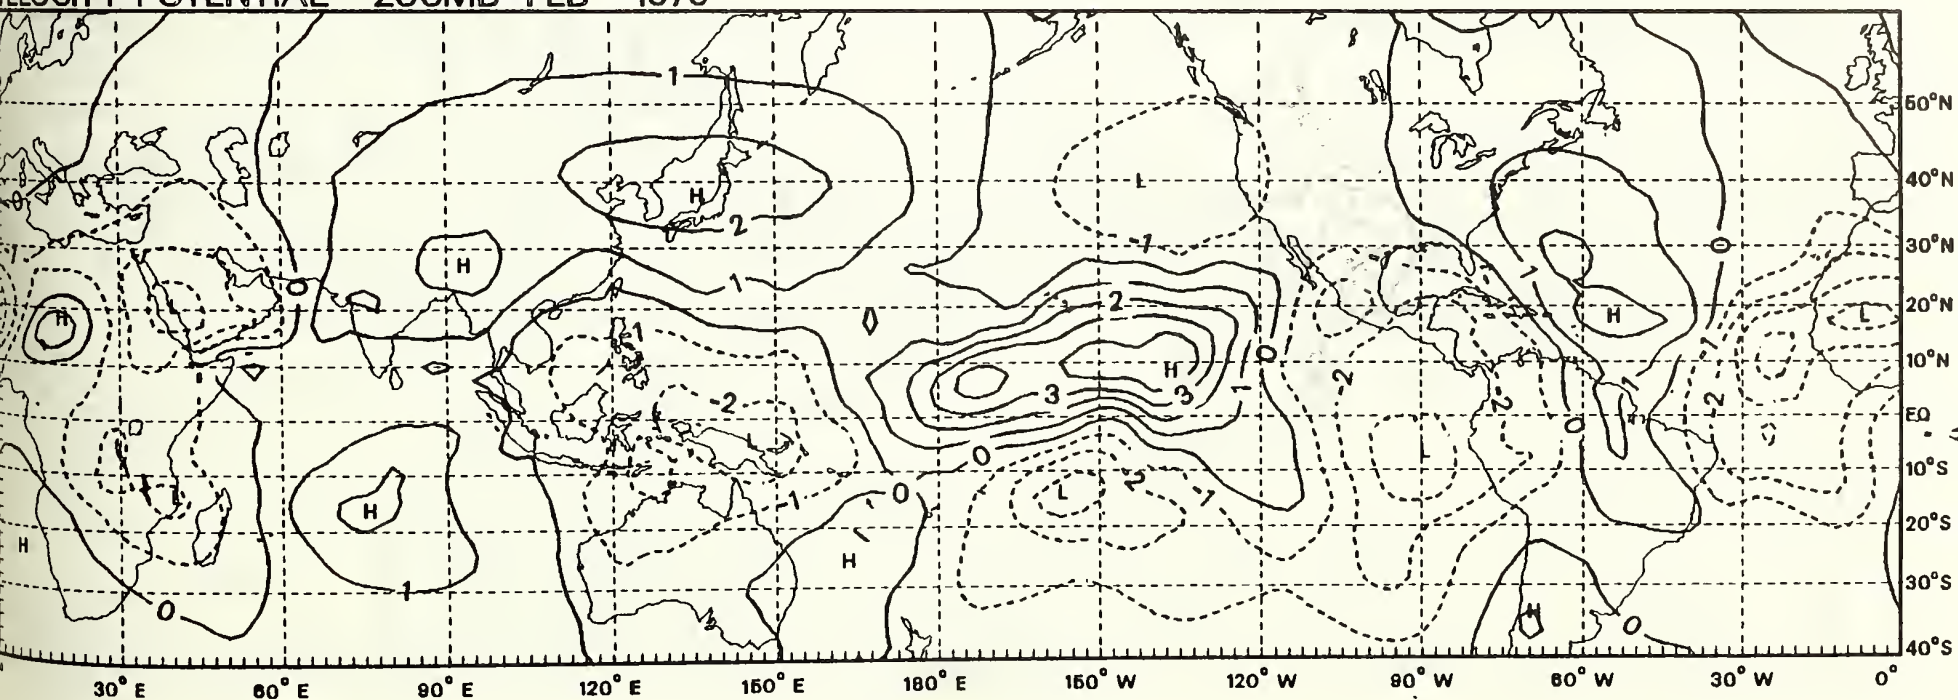 POTENTIAL 200MB FEB
1
50°N
L
H
40°N
2
0
1
30°N
H
1
0
1
2
20°N
H
L
H
L
-1
0
-1
10°N
H
2
1
1
3
3
-2
-2
2
-2
EQ
0
0
L
L
10°S
0
-2
-1
L
-1
L
H
20°S
H
H
30°S
1
0
H
0
40°S
30° E
60° E
90° E
120° E
150° E
180° E
150° W
120° W
90° W
60° W
30° W
0°